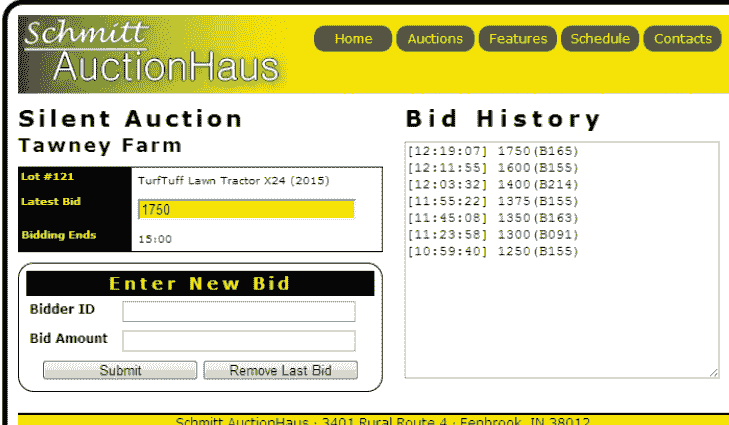 Schmitt
AuctionHaus
Home Auctions Features Schedule Contacts
Silent Auction
Tawney Farm
Lot #121 TurfTuff Lawn Tractor X24 (2015)
Latest Bid 1750
Bidding Ends 15:00
Enter New Bid
Bidder ID
Bid Amount
Submit Remove Last Bid
Bid History
[12:19:07] 1750(B165)
[12:11:55] 1600(B155)
[12:03:32] 1400(B214)
[11:55:22] 1375(B155)
[11:45:08] 1350(B163)
[11:23:58] 1300(B091)
[10:59:40] 1250(B155)
Schmitt AuctionHaus · 3401 Rural Route 4 · Fenbrook, IN 38012